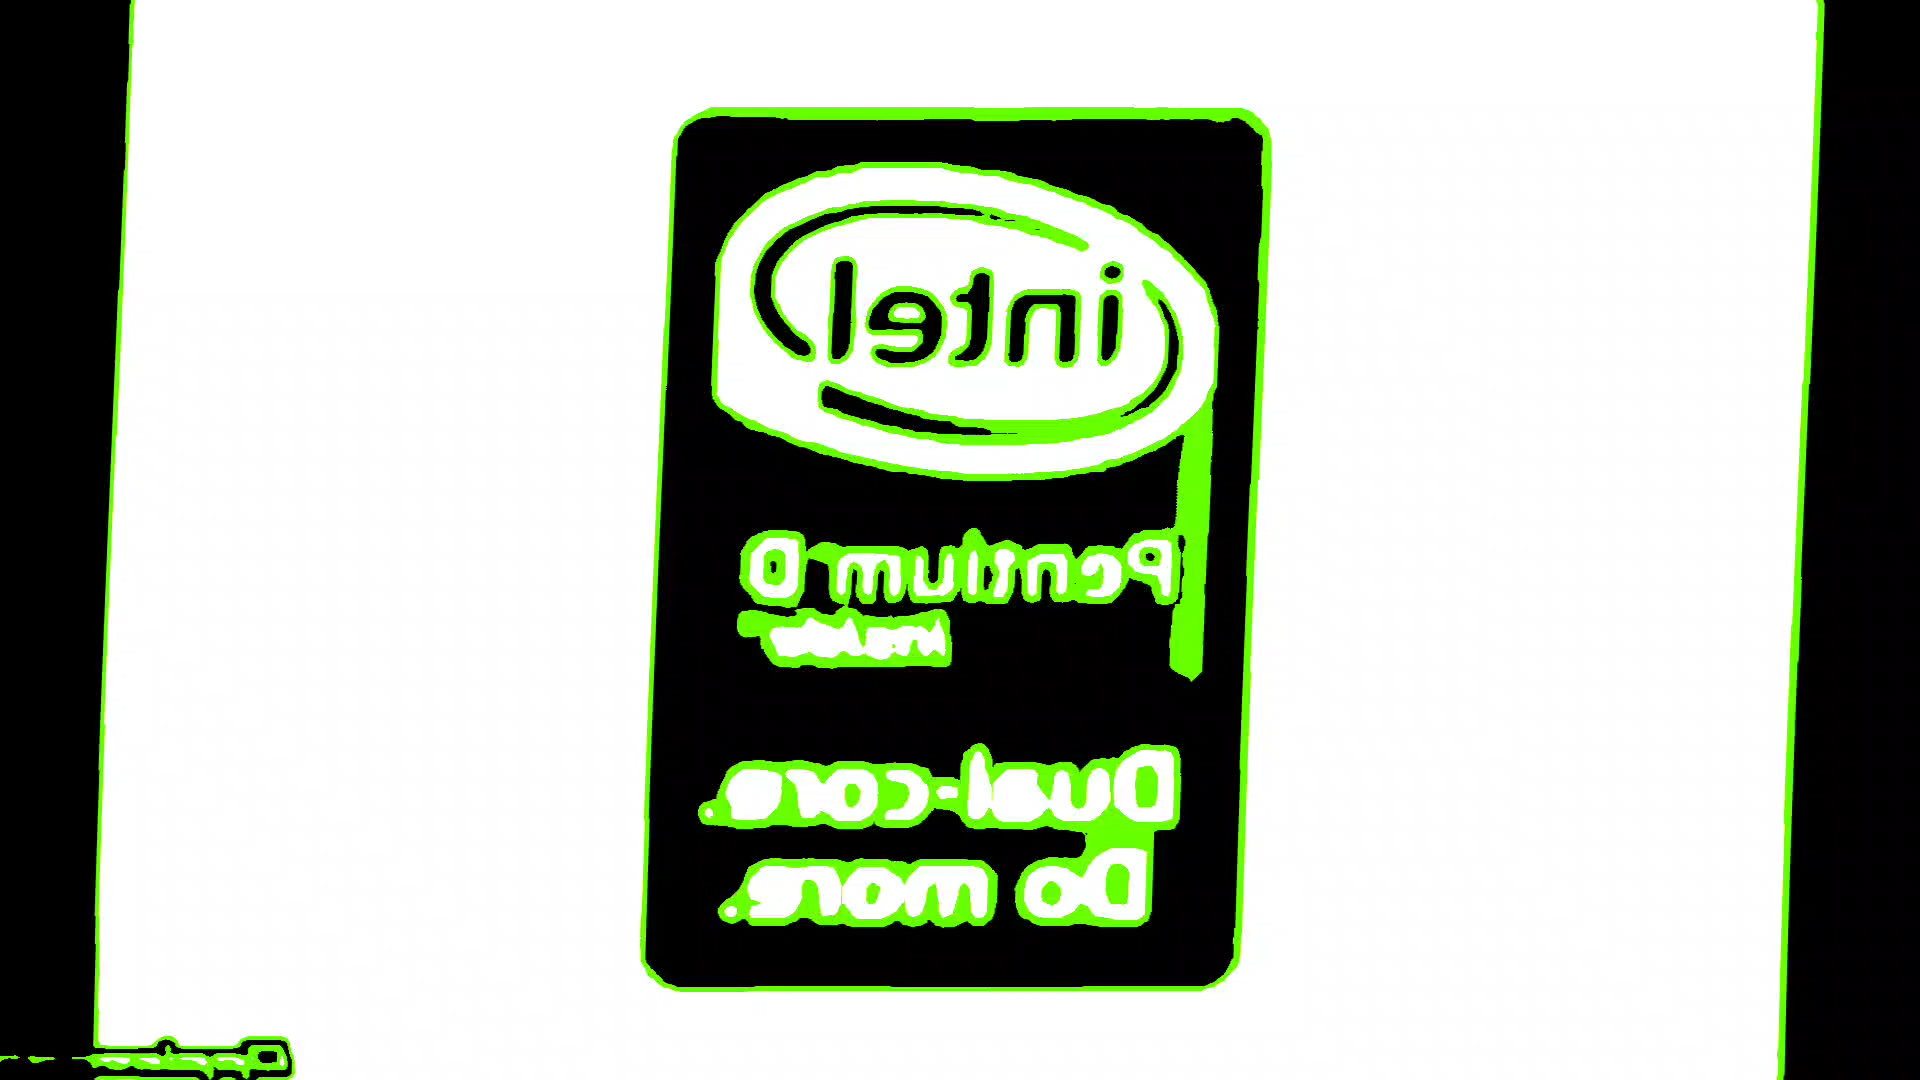 intel
Pentium D
Dual-core.
Do more.